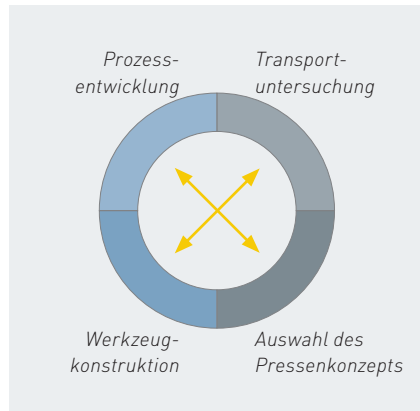 Prozess-
entwicklung
Transport-
untersuchung
Werkzeug-
konstruktion
Auswahl des
Pressenkonzepts